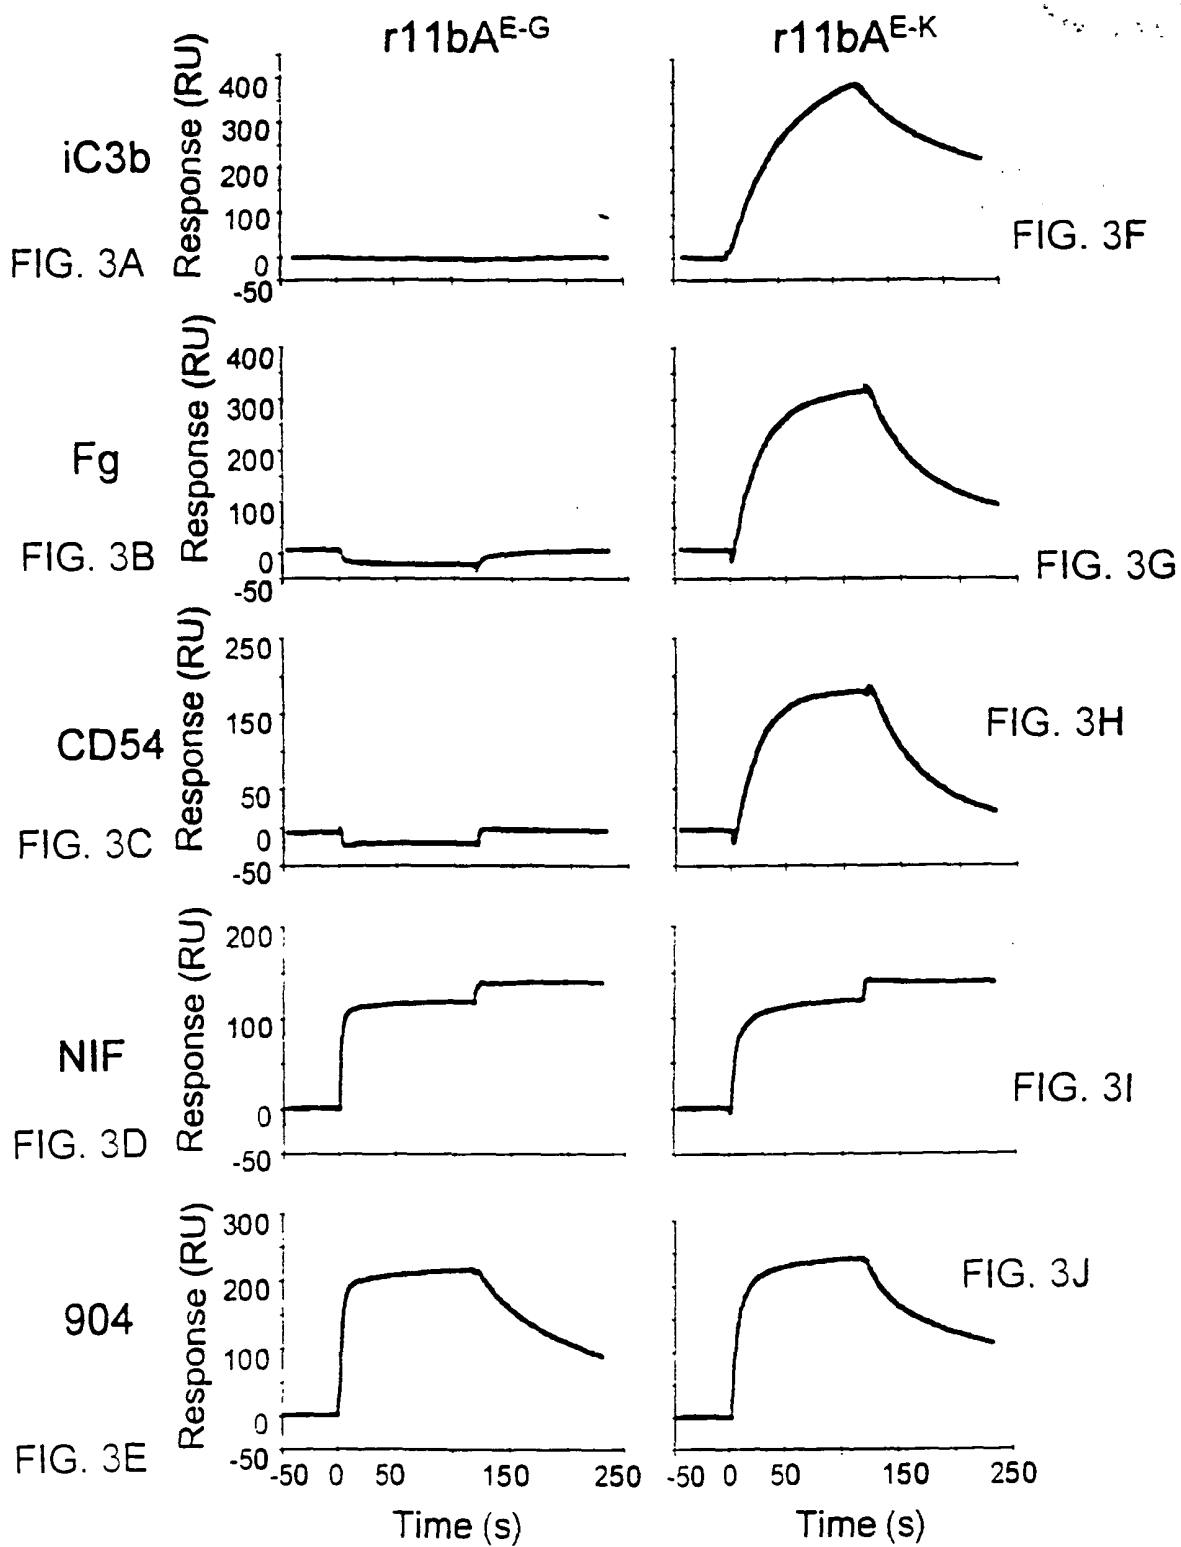 r11bAE-G
r11bAE-K
iC3b
FIG. 3A
Response (RU)
400
300
200
100
0
-50
FIG. 3F
Fg
FIG. 3B
Response (RU)
400
300
200
100
0
-50
FIG. 3G
CD54
FIG. 3C
Response (RU)
250
150
50
0
-50
FIG. 3H
NIF
FIG. 3D
Response (RU)
200
100
0
-50
FIG. 3I
904
FIG. 3E
Response (RU)
300
200
100
0
-50
FIG. 3J
-50 0 50 150 250
-50 0 50 150 250
Time (s)
Time (s)